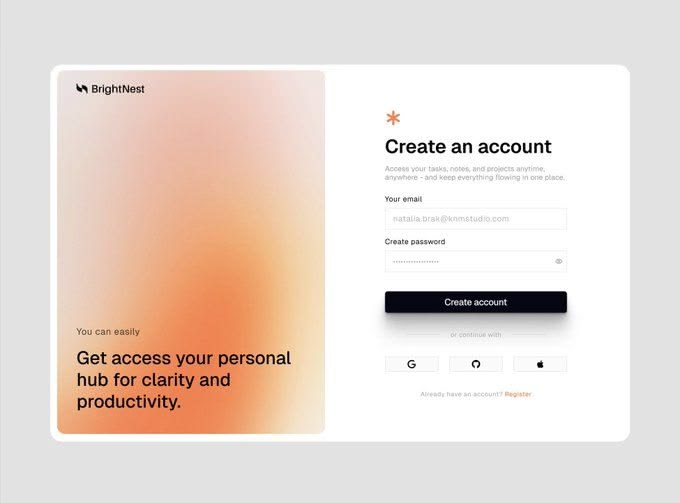 BrightNest
You can easily
Get access your personal
hub for clarity and
productivity.
Create an account
Access your tasks, notes, and projects anytime,
anywhere - and keep everything flowing in one place.
Your email
natalia.brak@knmstudio.com
Create password
Create account
or continue with
Already have an account? Register